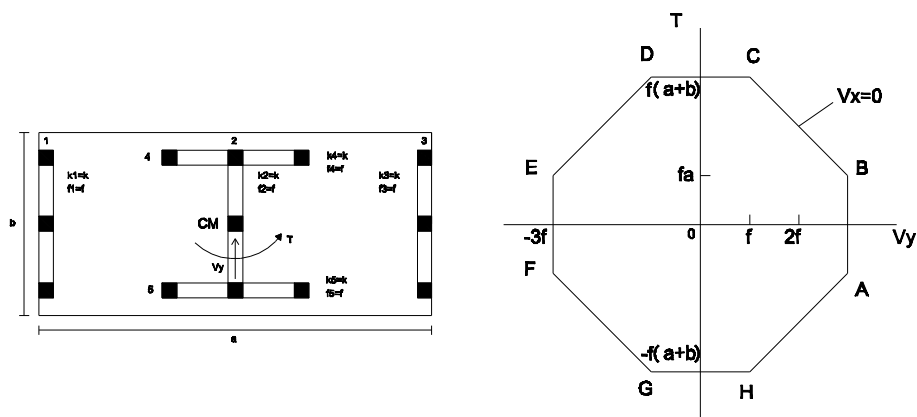 1
2
3
4
k1=k
f1=f
k2=k
f2=f
k4=k
f4=f
k3=k
f3=f
b
CM
T
Vy
k5=k
f5=f
a
T
D
C
f( a+b)
Vx=0
E
fa
B
-3f
0
f
2f
Vy
F
A
-f( a+b)
G
H